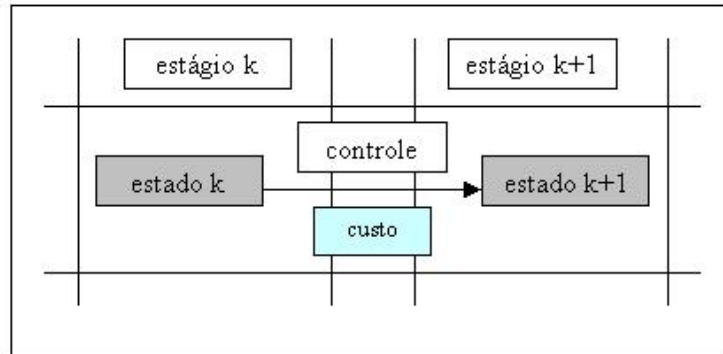 estágio k
estágio k+1
controle
estado k
estado k+1
custo